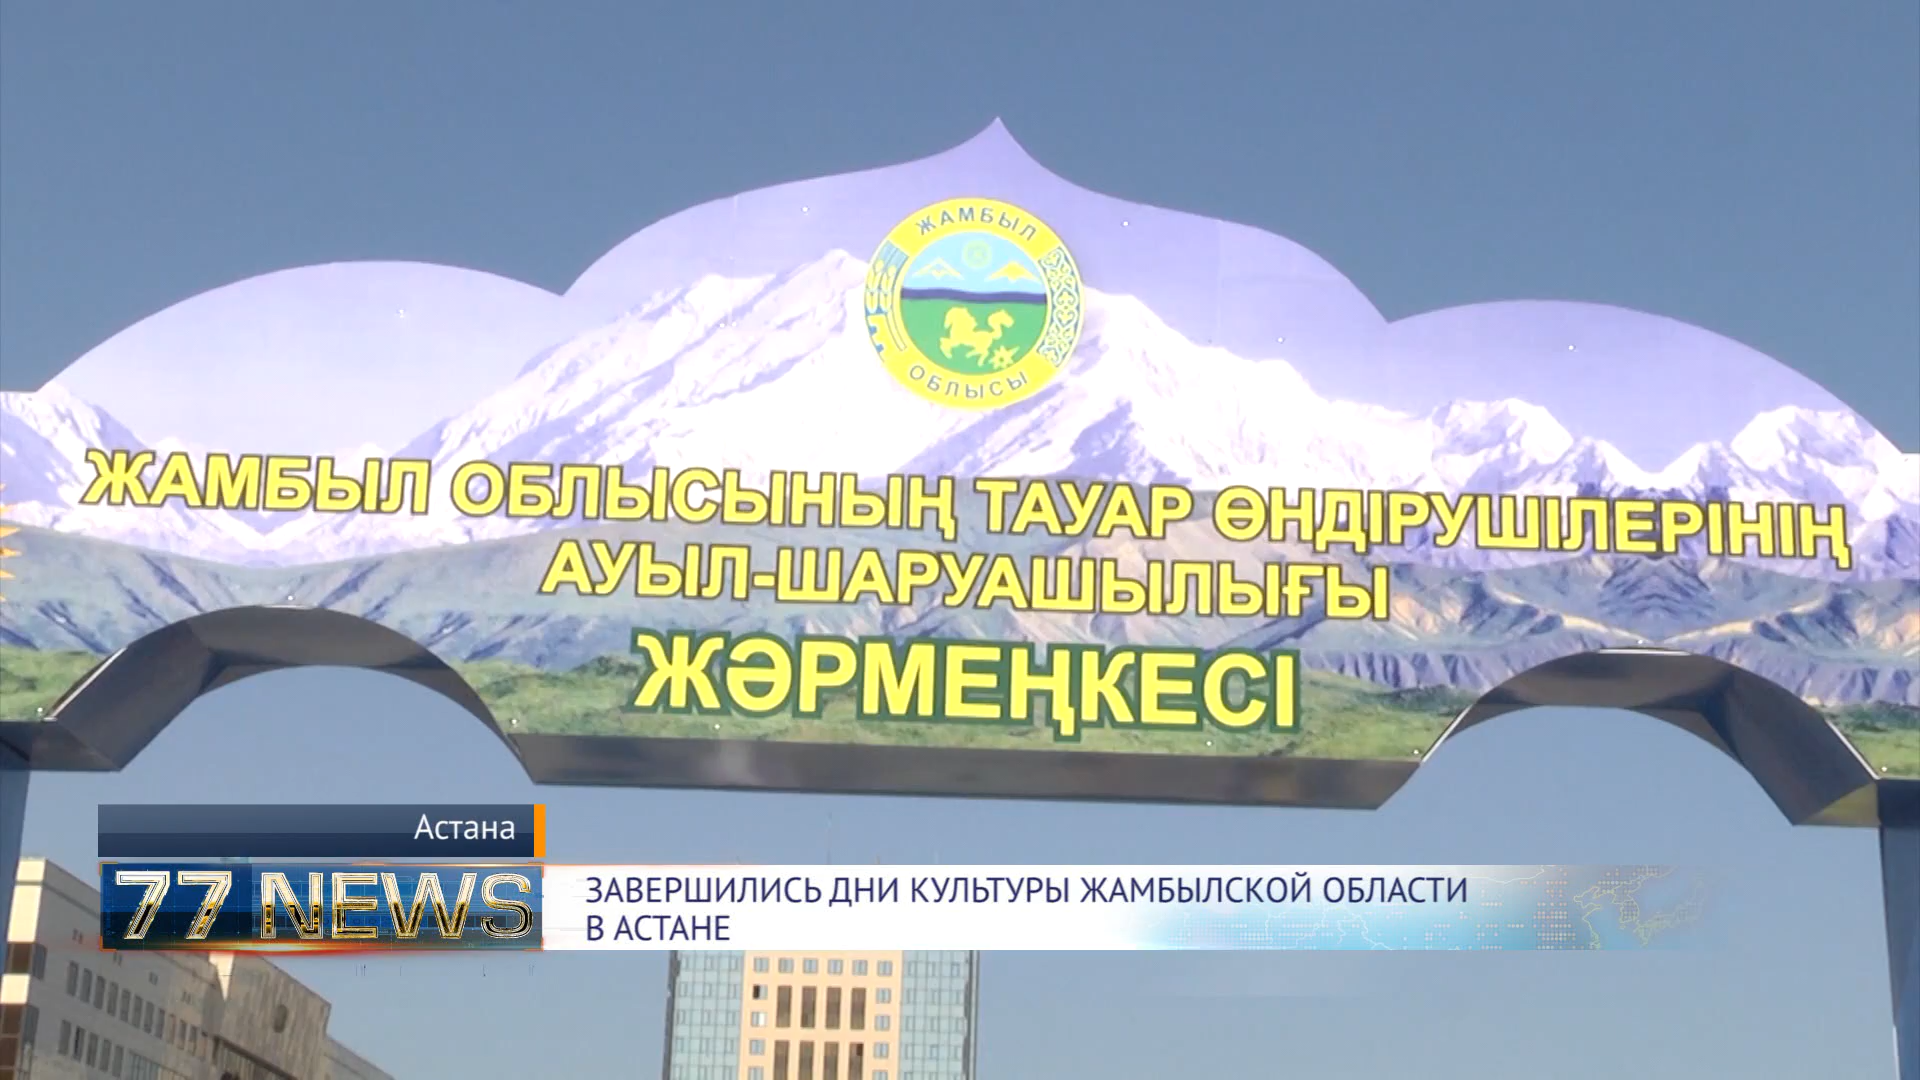 ЖАМБЫЛ
ОБЛЫСЫ
ЖАМБЫЛ ОБЛЫСЫНЫҢ ТАУАР ӨНДІРУШІЛЕРІНІҢ
АУЫЛ-ШАРУАШЫЛЫҒЫ
ЖӘРМЕҢКЕСІ
Астана
77 NEWS
ЗАВЕРШИЛИСЬ ДНИ КУЛЬТУРЫ ЖАМБЫЛСКОЙ ОБЛАСТИ
В АСТАНЕ